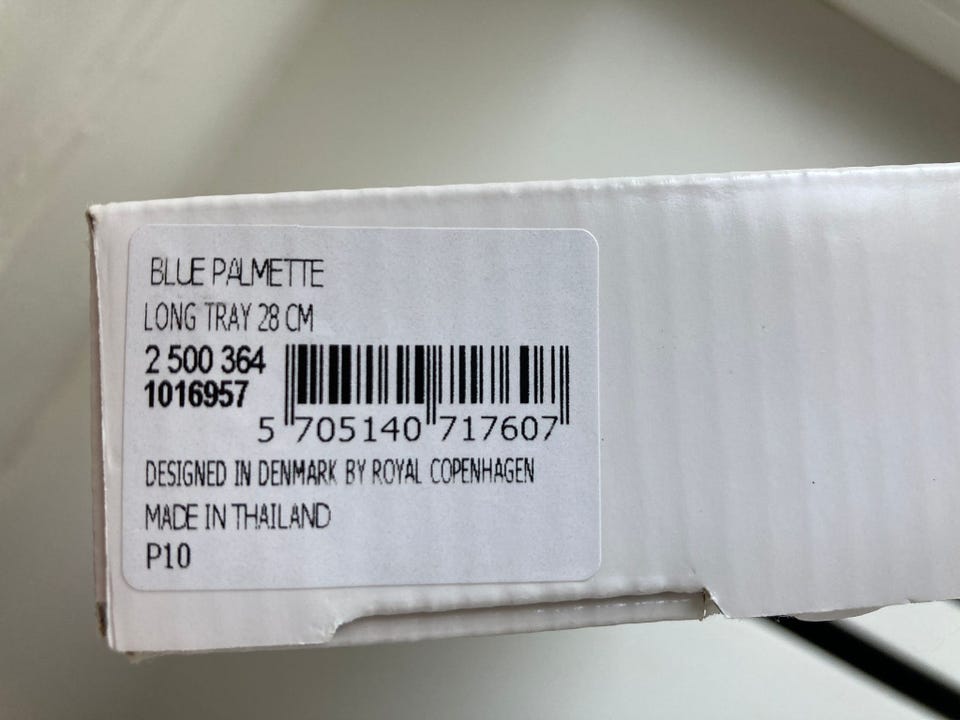 BLUE PALMETTE
LONG TRAY 28 CM
2 500 364
1016957
5 705140 717607
DESIGNED IN DENMARK BY ROYAL COPENHAGEN
MADE IN THAILAND
P10